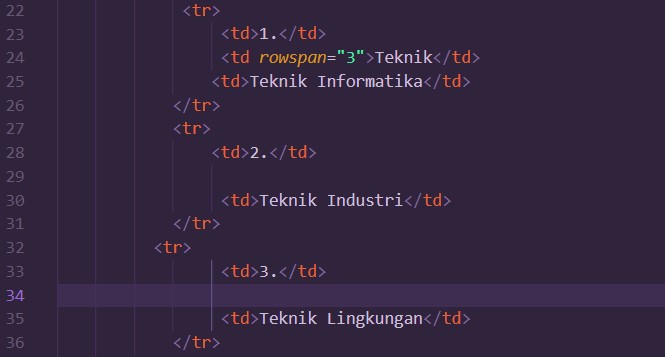 22 <tr>
23 <td>1.</td>
24 <td rowspan="3">Teknik</td>
25 <td>Teknik Informatika</td>
26 </tr>
27 <tr>
28 <td>2.</td>
29
30 <td>Teknik Industri</td>
31 </tr>
32 <tr>
33 <td>3.</td>
34
35 <td>Teknik Lingkungan</td>
36 </tr>